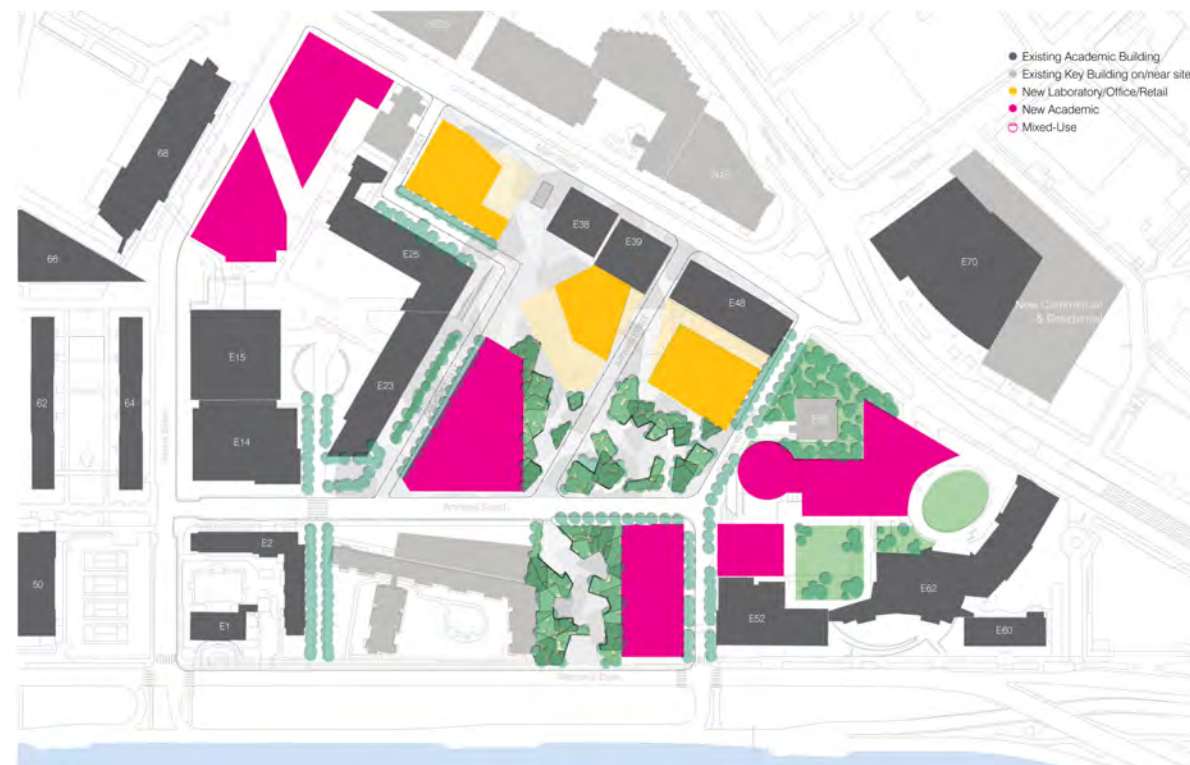 Existing Academic Building
Existing Key Building on/near site
New Laboratory/Office/Retail
New Academic
Mixed-Use
68
66
E38
E39
E25
E48
E70
New Commercial
& Residential
E15
E23
62
64
E14
Amherst Street
E2
50
E1
E52
E62
E60
Memorial Drive